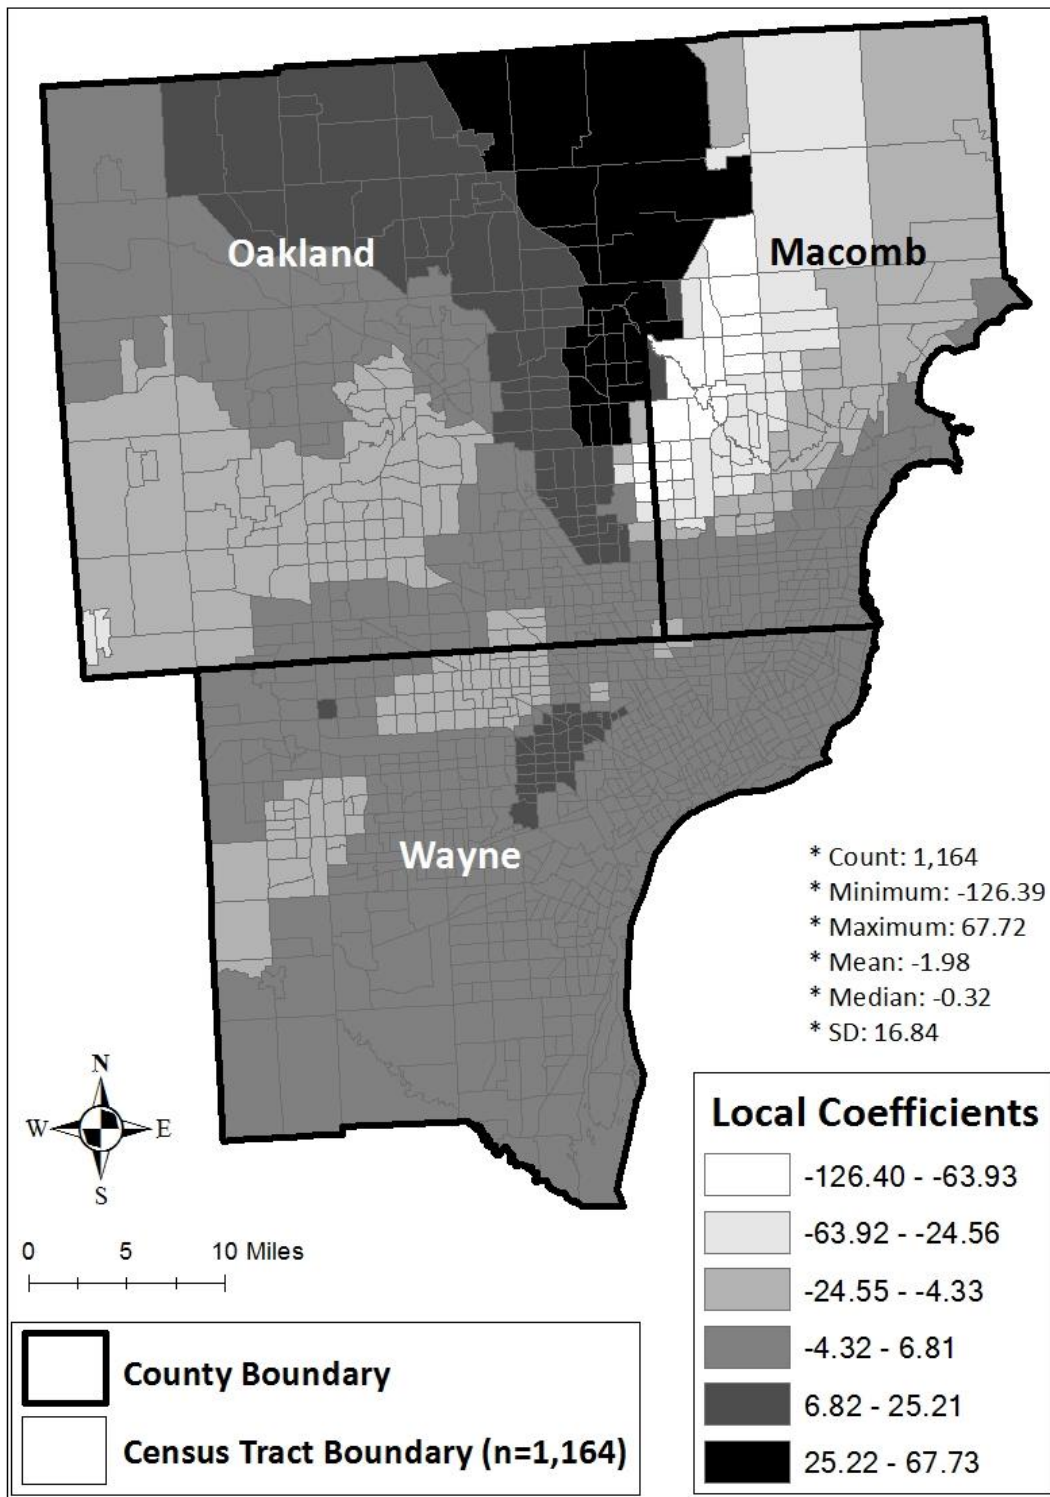 Oakland
Macomb
Wayne
* Count: 1,164
* Minimum: -126.39
* Maximum: 67.72
* Mean: -1.98
* Median: -0.32
* SD: 16.84
N
W E
S
0 5 10 Miles
County Boundary
Census Tract Boundary (n=1,164)
Local Coefficients
-126.40 - -63.93
-63.92 - -24.56
-24.55 - -4.33
-4.32 - 6.81
6.82 - 25.21
25.22 - 67.73